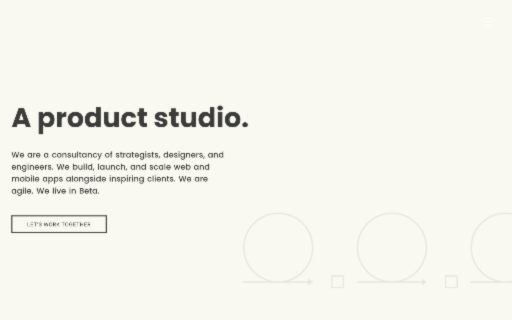 A product studio.
We are a consultancy of strategists, designers, and
engineers. We build, launch, and scale web and
mobile apps alongside inspiring clients. We are
agile. We live in Beta.
LET'S WORK TOGETHER